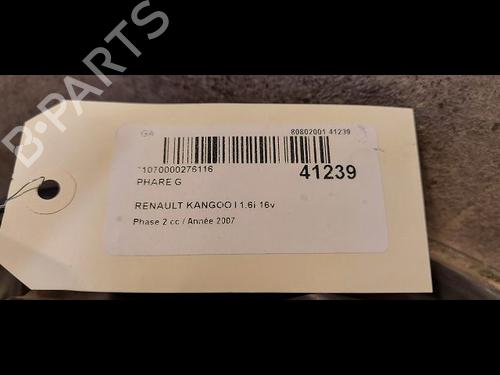 B-PARTS
GA 80802001 41239
*1070000276116
41239
PHARE G
RENAULT KANGOO I 1.6i 16v
Phase 2 cc / Année 2007